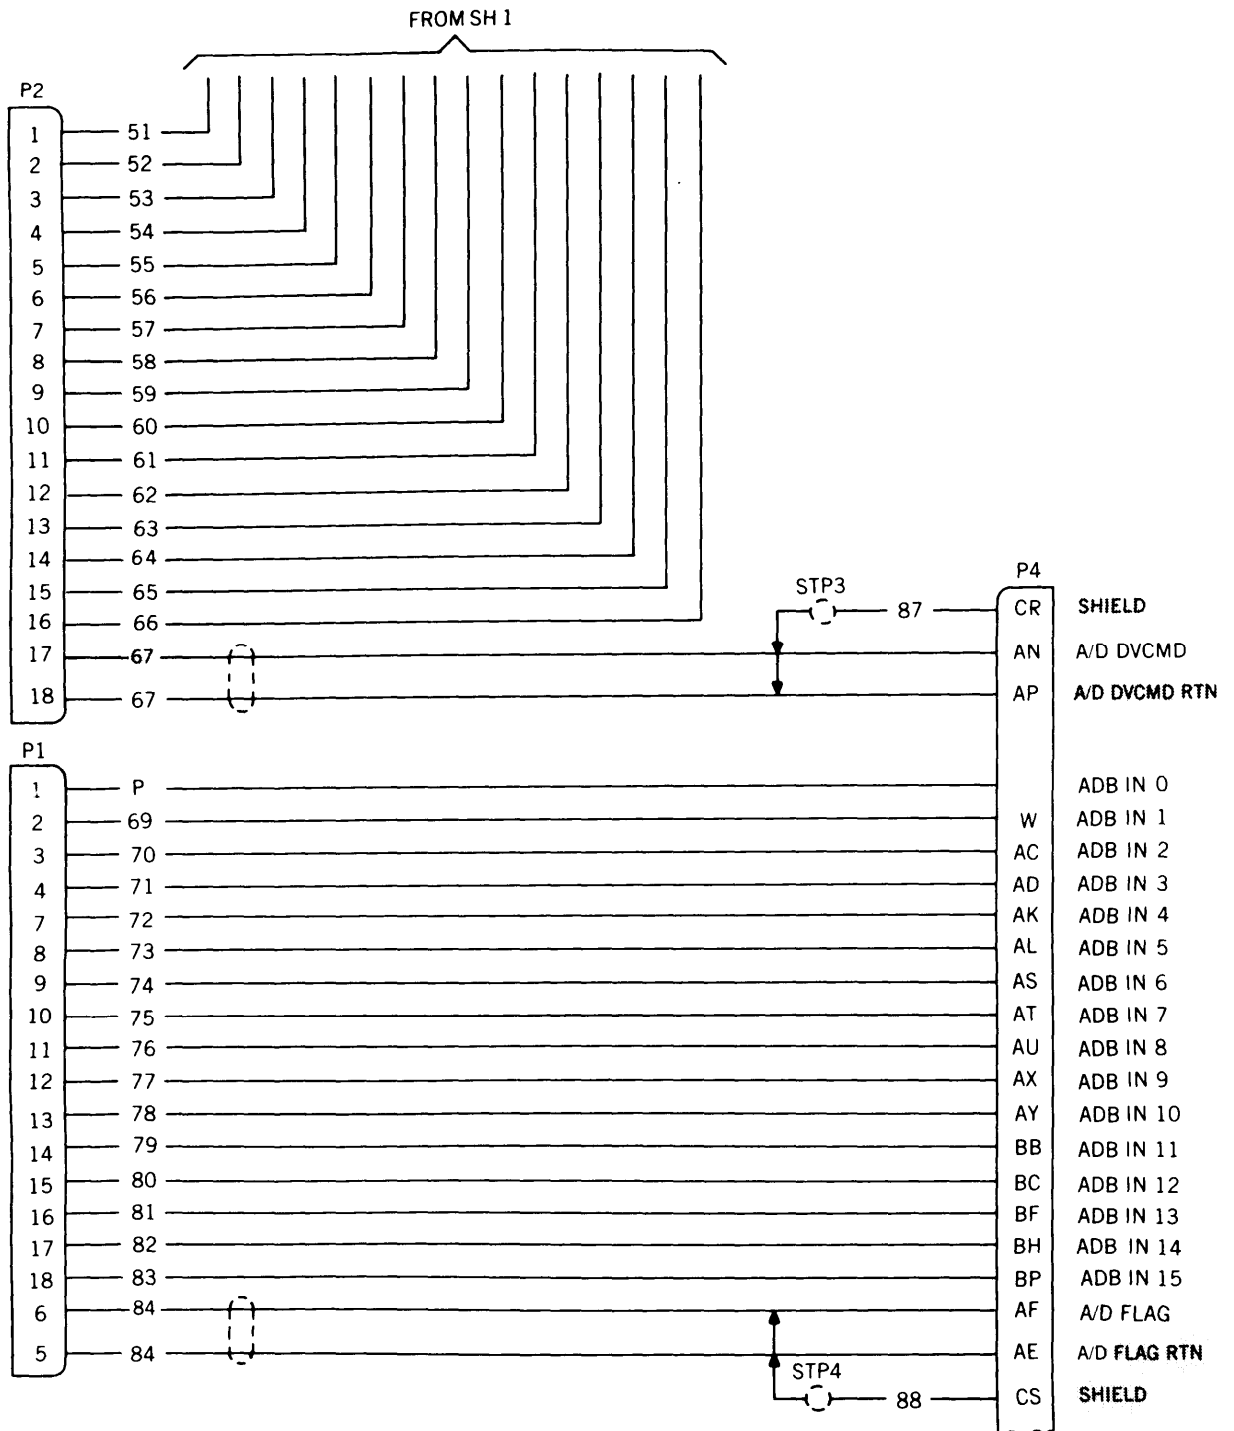 FROM SH 1
P2
1 51
2 52
3 53
4 54
5 55
6 56
7 57
8 58
9 59
10 60
11 61
12 62
13 63
14 64
15 65
16 66
17 67
18 67
STP3
87
P4
CR SHIELD
AN A/D DVCMD
AP A/D DVCMD RTN
P1
1 P ADB IN 0
2 69 W ADB IN 1
3 70 AC ADB IN 2
4 71 AD ADB IN 3
7 72 AK ADB IN 4
8 73 AL ADB IN 5
9 74 AS ADB IN 6
10 75 AT ADB IN 7
11 76 AU ADB IN 8
12 77 AX ADB IN 9
13 78 AY ADB IN 10
14 79 BB ADB IN 11
15 80 BC ADB IN 12
16 81 BF ADB IN 13
17 82 BH ADB IN 14
18 83 BP ADB IN 15
6 84 AF A/D FLAG
5 84 AE A/D FLAG RTN
STP4
88 CS SHIELD